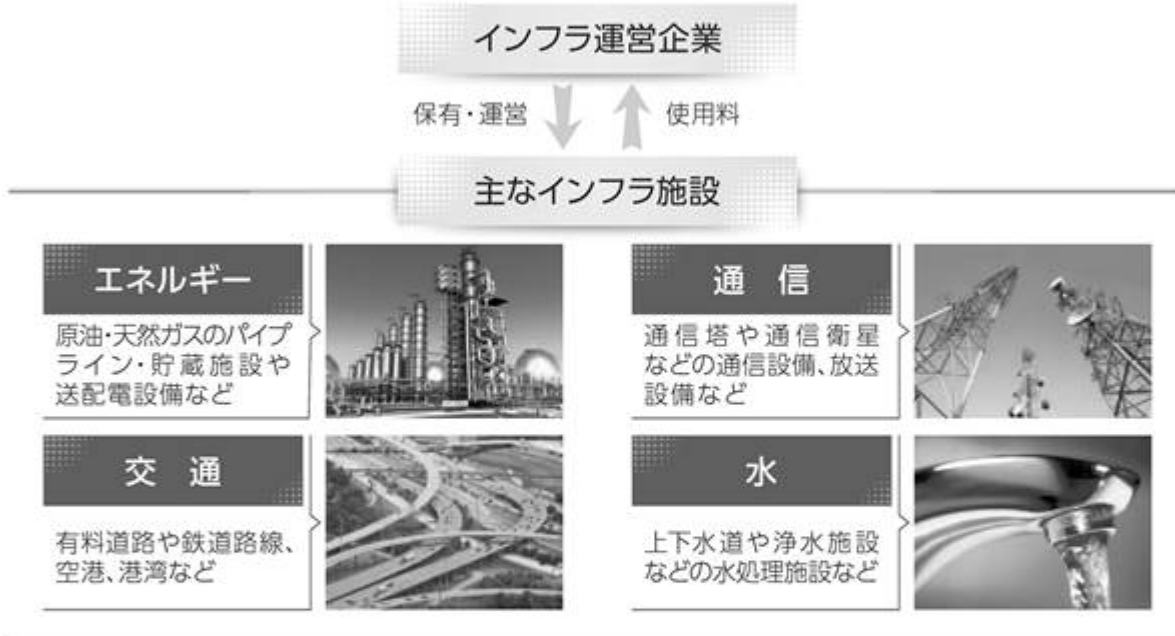 インフラ運営企業
保有・運営
使用料
主なインフラ施設
エネルギー
原油・天然ガスのパイプ
ライン・貯蔵施設や
送配電設備など
通 信
通信塔や通信衛星
などの通信設備、放送
設備など
交 通
有料道路や鉄道路線、
空港、港湾など
水
上下水道や浄水施設
などの水処理施設など